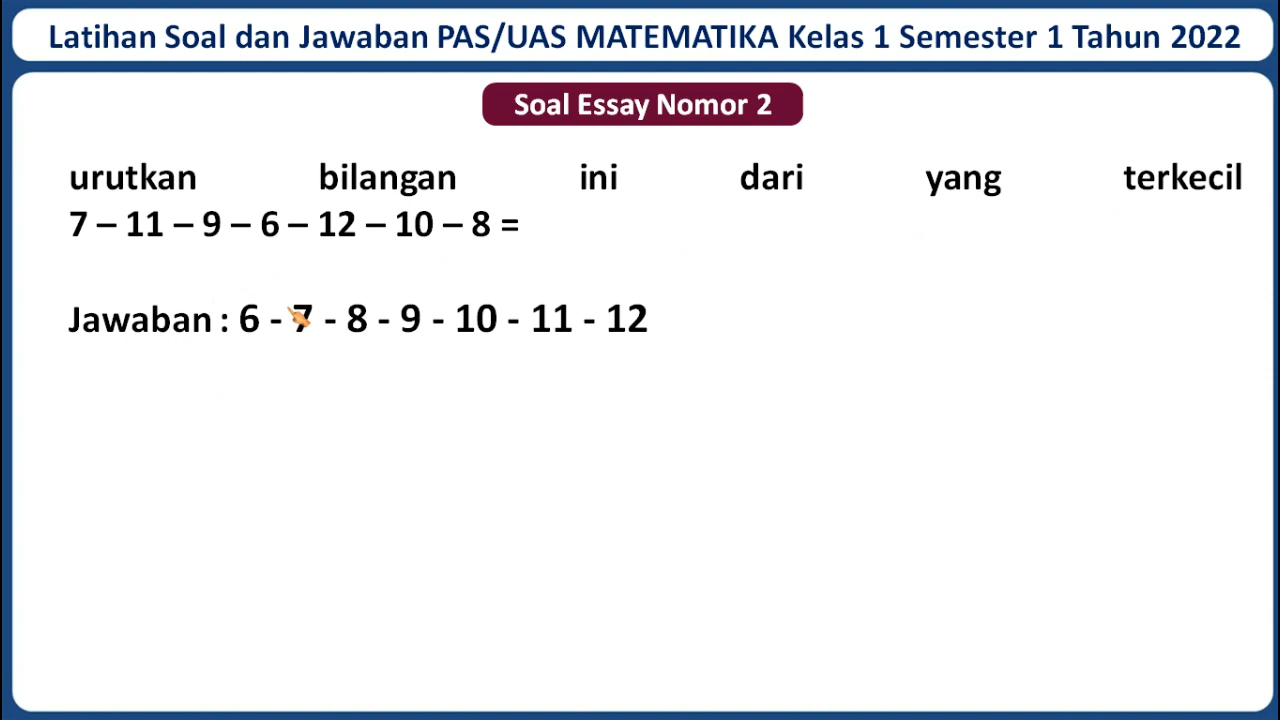 Latihan Soal dan Jawaban PAS/UAS MATEMATIKA Kelas 1 Semester 1 Tahun 2022
Soal Essay Nomor 2
urutkan bilangan ini dari yang terkecil
7 – 11 – 9 – 6 – 12 – 10 – 8 =
Jawaban : 6 - 7 - 8 - 9 - 10 - 11 - 12